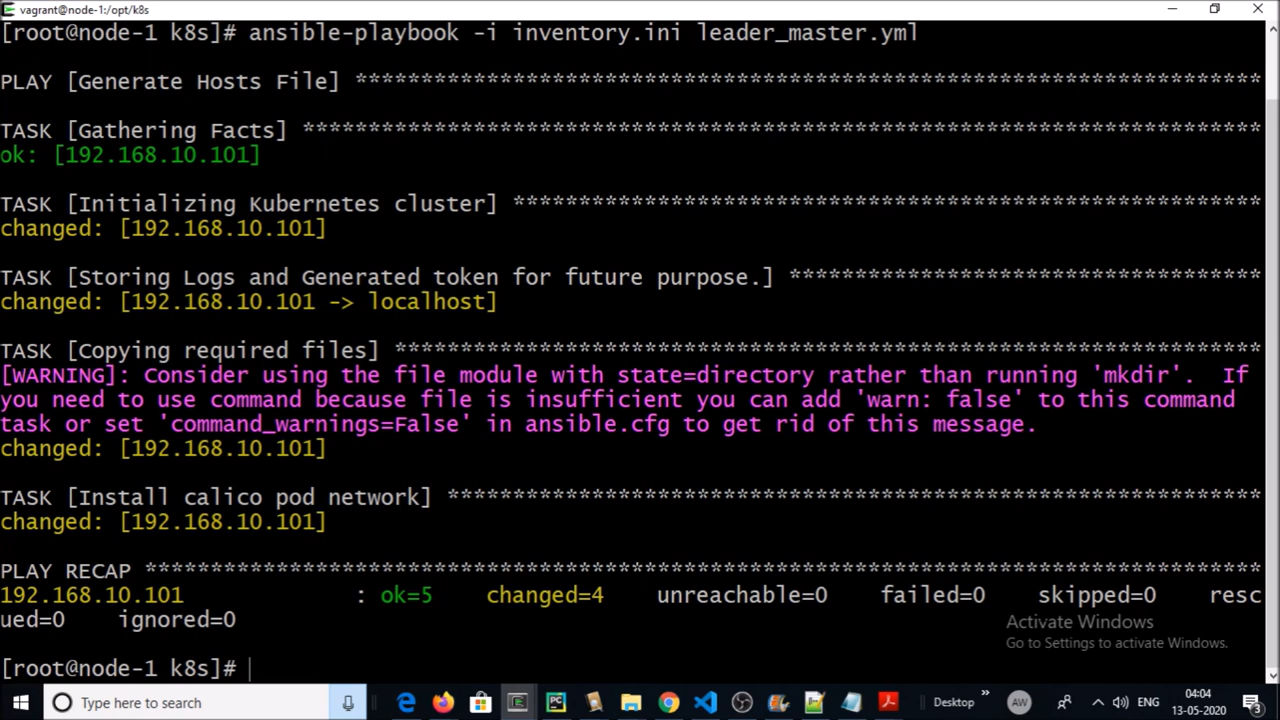 vagrant@node-1:/opt/k8s
[root@node-1 k8s]# ansible-playbook -i inventory.ini leader_master.yml
PLAY [Generate Hosts File] *********************************************************************
TASK [Gathering Facts] *************************************************************************
ok: [192.168.10.101]
TASK [Initializing Kubernetes cluster] *********************************************************
changed: [192.168.10.101]
TASK [Storing Logs and Generated token for future purpose.] ************************************
changed: [192.168.10.101 -> localhost]
TASK [Copying required files] ******************************************************************
[WARNING]: Consider using the file module with state=directory rather than running 'mkdir'.  If
you need to use command because file is insufficient you can add 'warn: false' to this command
task or set 'command_warnings=False' in ansible.cfg to get rid of this message.
changed: [192.168.10.101]
TASK [Install calico pod network] **************************************************************
changed: [192.168.10.101]
PLAY RECAP *************************************************************************************
192.168.10.101             : ok=5    changed=4    unreachable=0    failed=0    skipped=0    resc
ued=0    ignored=0
Activate Windows
Go to Settings to activate Windows.
[root@node-1 k8s]#
Type here to search
Desktop
AW
ENG
04:04
13-05-2020
3